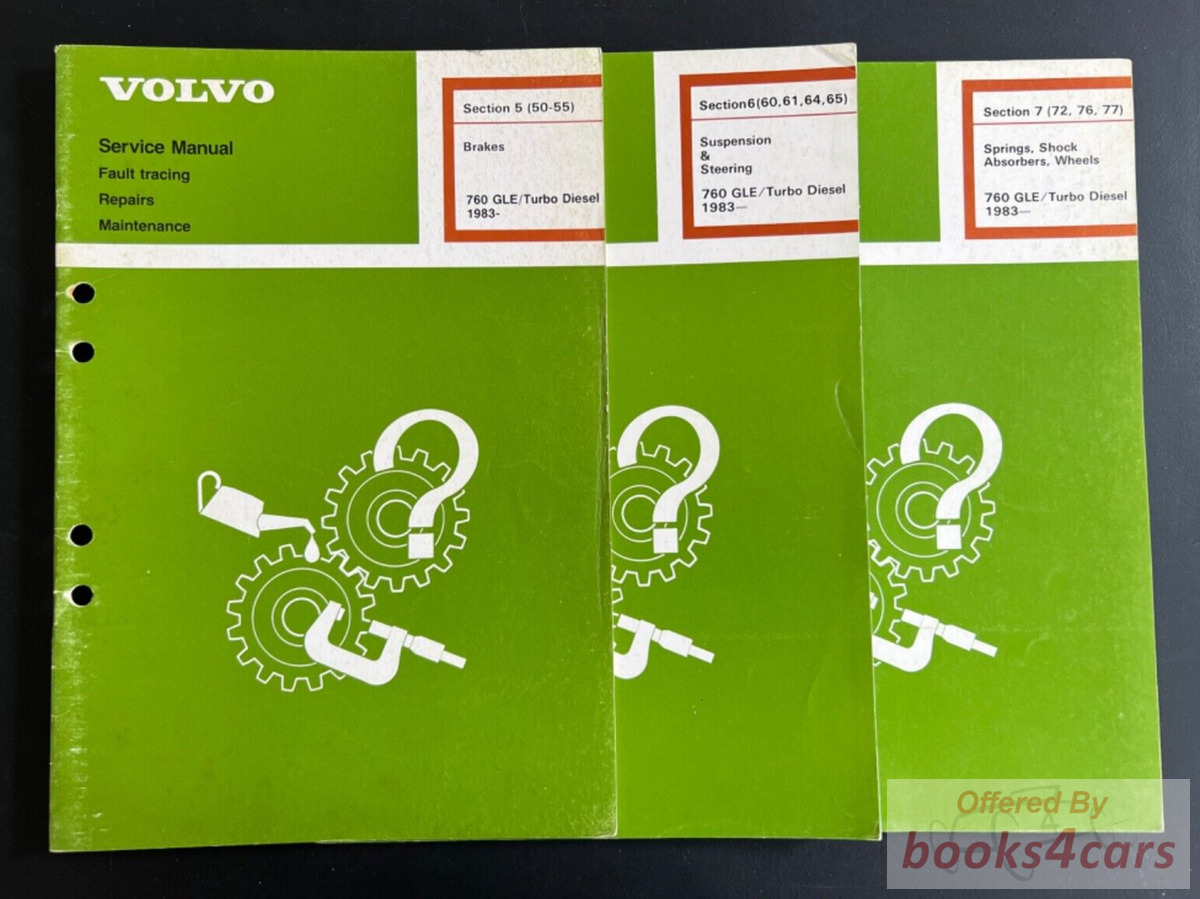 VOLVO
Service Manual
Fault tracing
Repairs
Maintenance
Section 5 (50-55)
Brakes
760 GLE/Turbo Diesel
1983-
Section6(60,61,64,65)
Suspension
&
Steering
760 GLE/Turbo Diesel
1983—
Section 7 (72, 76, 77)
Springs, Shock
Absorbers, Wheels
760 GLE/Turbo Diesel
1983—
Offered By
books4cars